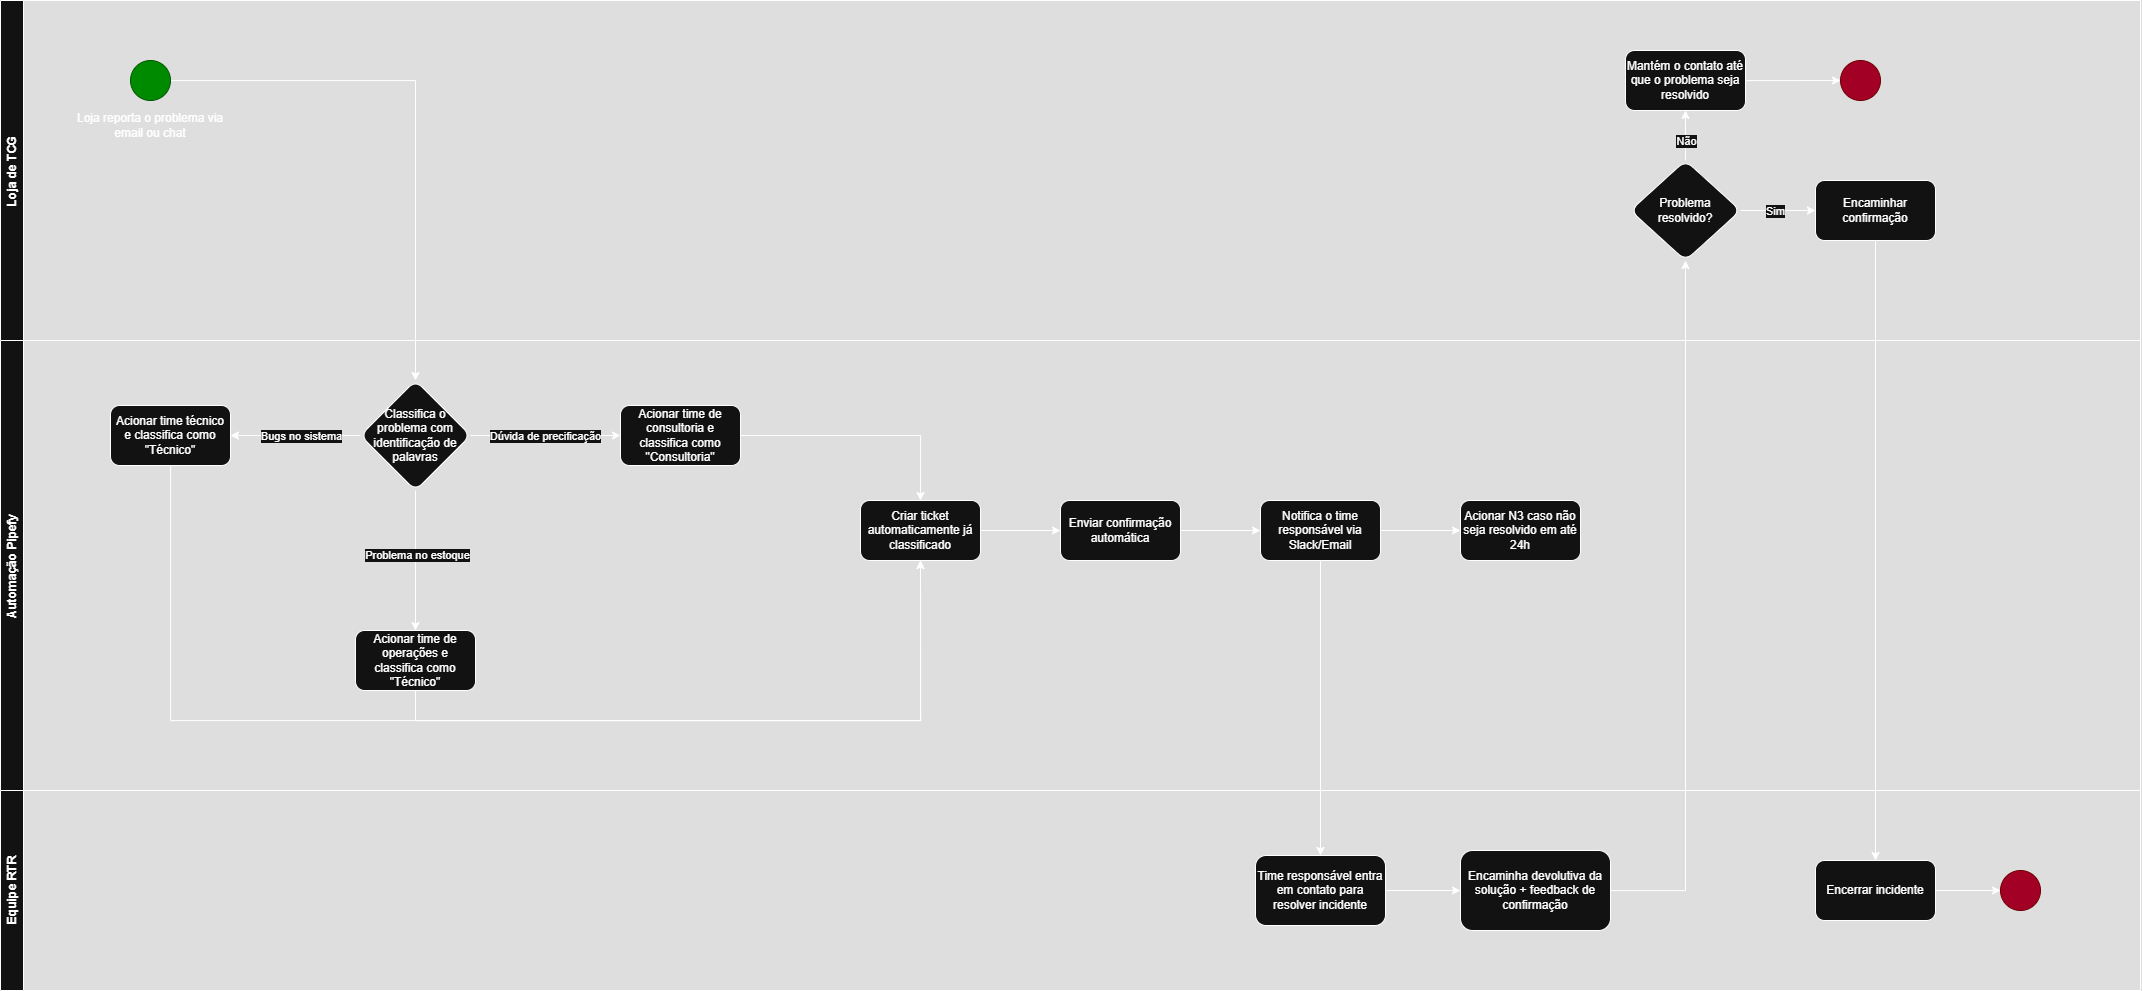 Loja de TCG
Loja reporta o problema via
email ou chat
Mantém o contato até
que o problema seja
resolvido
Não
Problema
resolvido?
Sim
Encaminhar
confirmação
Automação Pipefy
Acionar time técnico
e classifica como
"Técnico"
Bugs no sistema
Classifica o
problema com
identificação de
palavras
Dúvida de precificação
Acionar time de
consultoria e
classifica como
"Consultoria"
Problema no estoque
Acionar time de
operações e
classifica como
"Técnico"
Criar ticket
automaticamente já
classificado
Enviar confirmação
automática
Notifica o time
responsável via
Slack/Email
Acionar N3 caso não
seja resolvido em até
24h
Equipe RTR
Time responsável entra
em contato para
resolver incidente
Encaminha devolutiva da
solução + feedback de
confirmação
Encerrar incidente